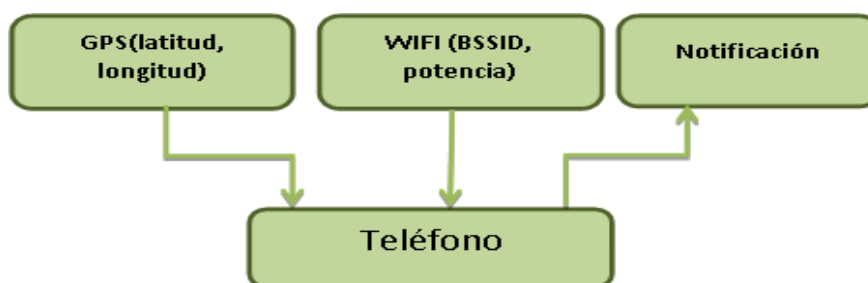 GPS(latitud,
longitud)
WIFI (BSSID,
potencia)
Notificación
Teléfono